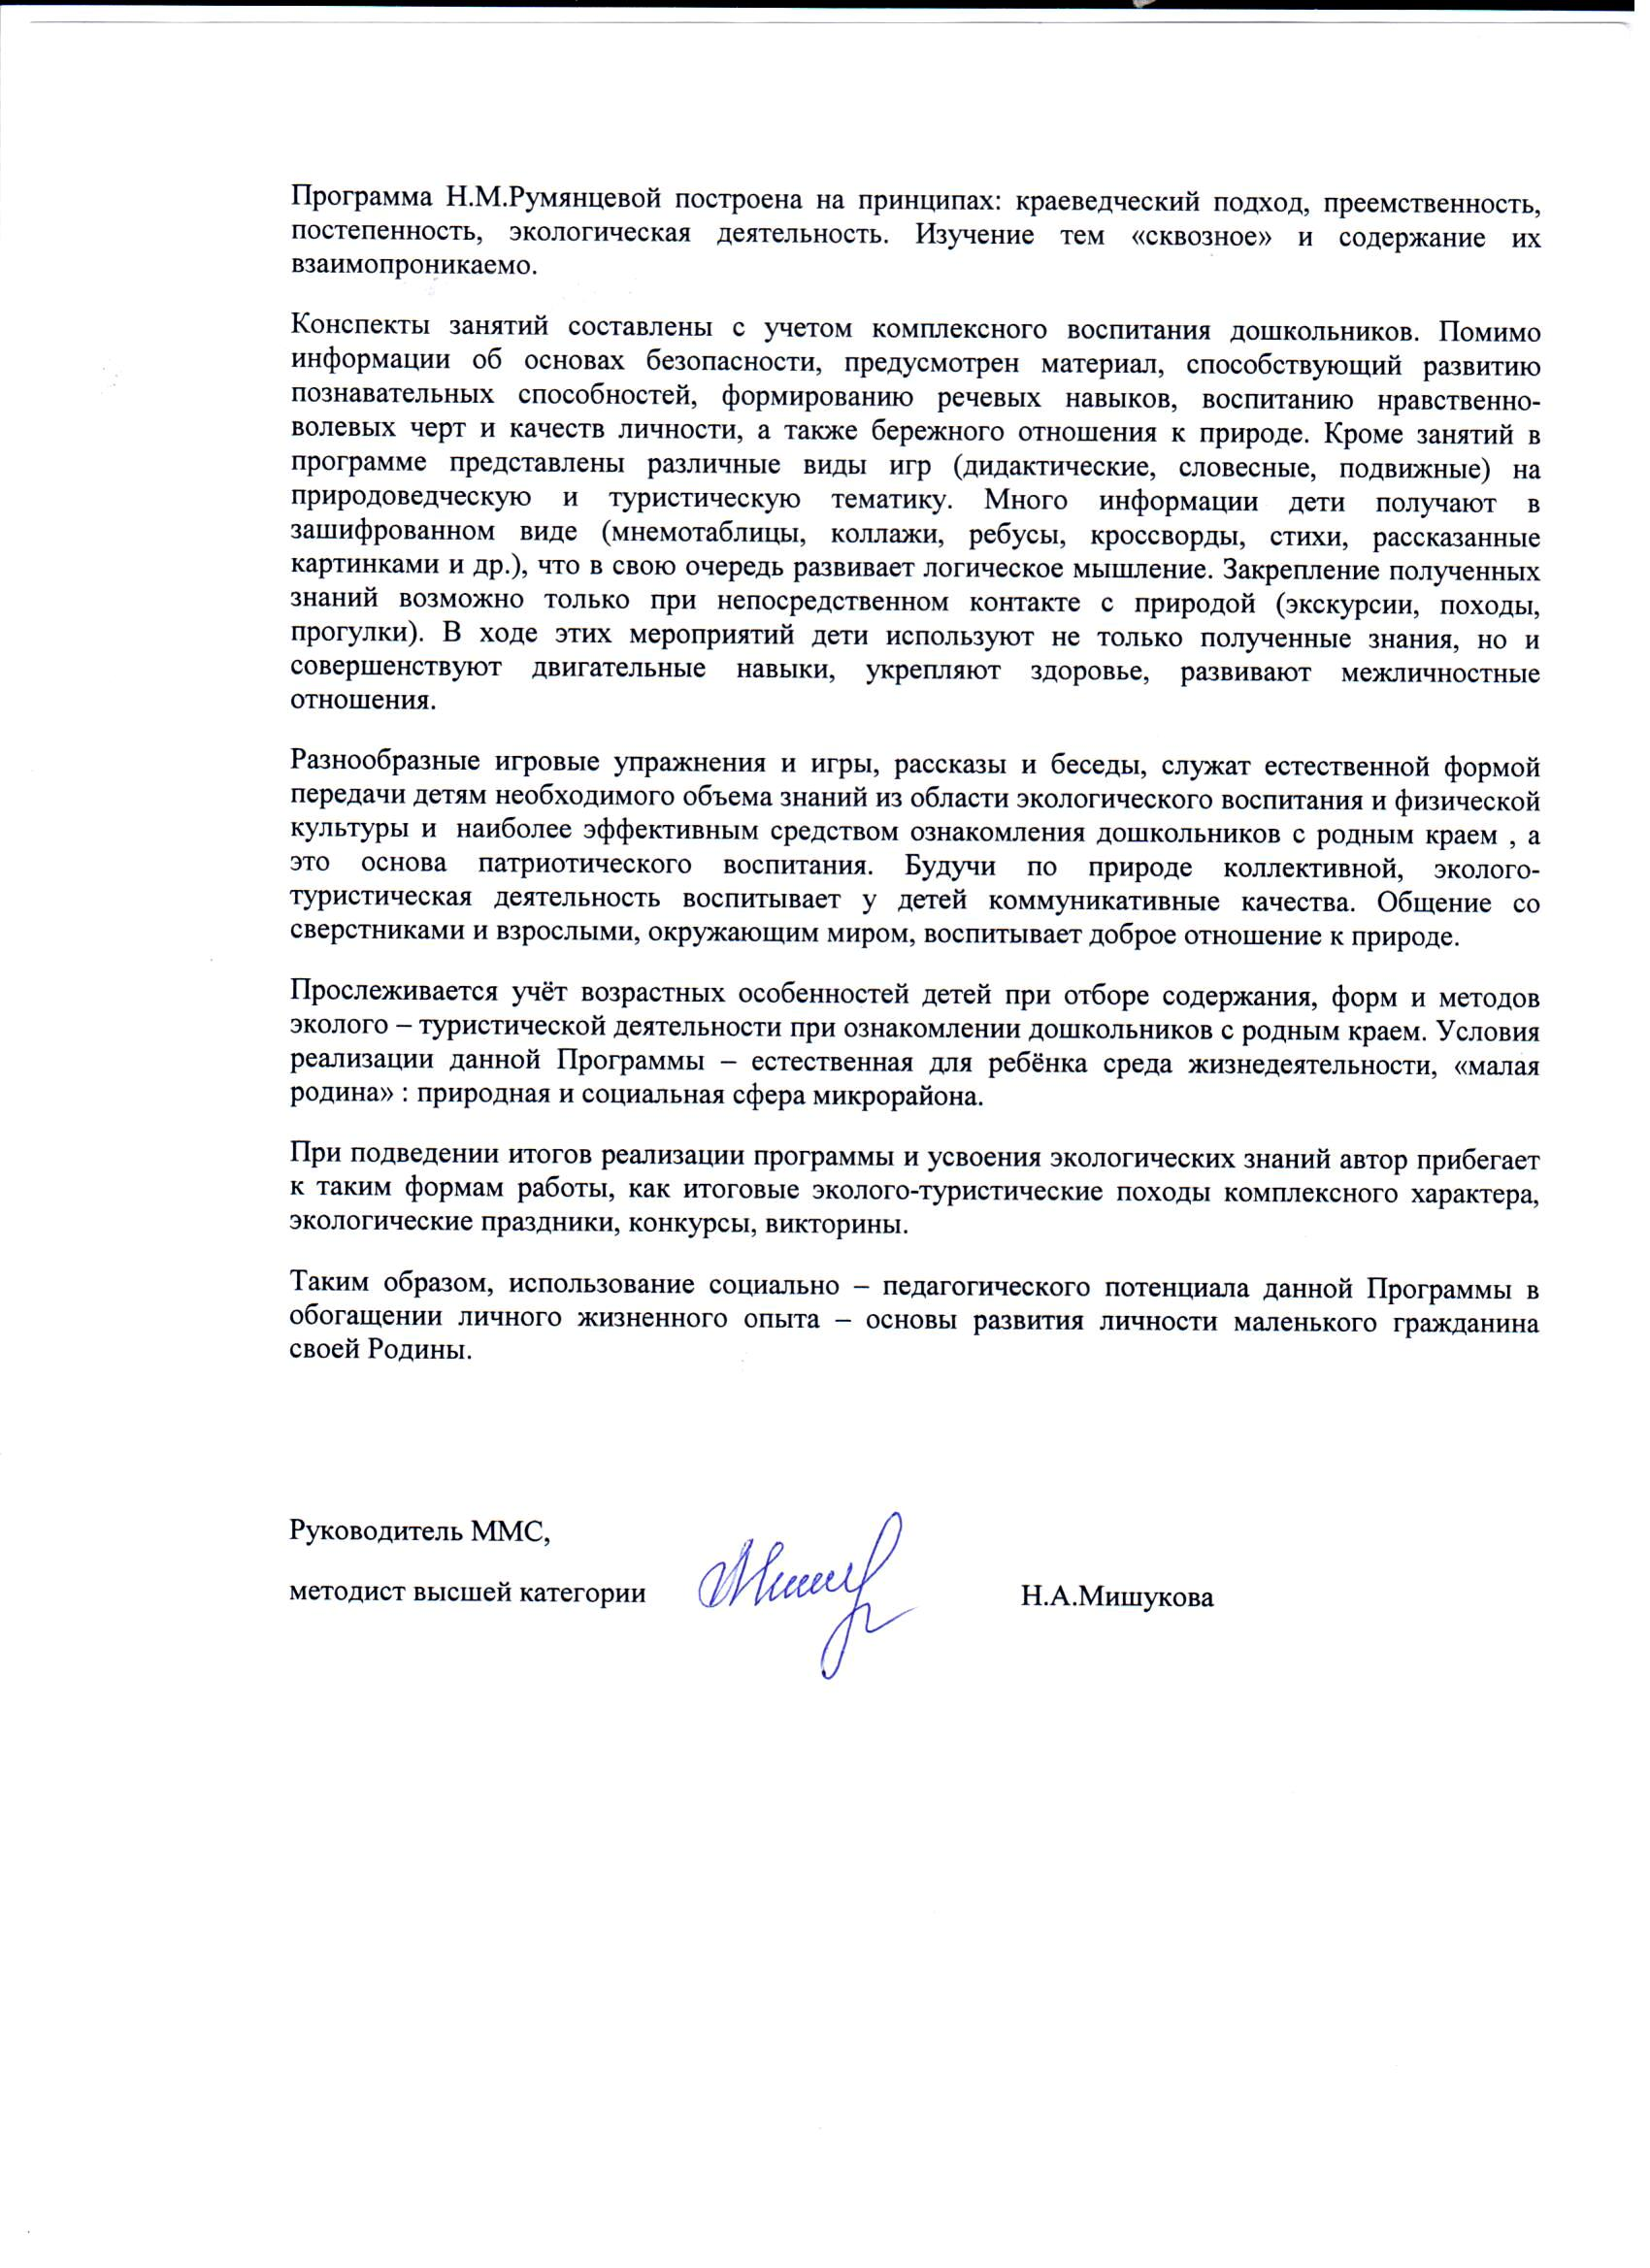 Программа Н.М.Румянцевой построена на принципах: краеведческий подход, преемственность,
постепенность, экологическая деятельность. Изучение тем «сквозное» и содержание их
взаимопроникаемо.
Конспекты занятий составлены с учетом комплексного воспитания дошкольников. Помимо
информации об основах безопасности, предусмотрен материал, способствующий развитию
познавательных способностей, формированию речевых навыков, воспитанию нравственно-
волевых черт и качеств личности, а также бережного отношения к природе. Кроме занятий в
программе представлены различные виды игр (дидактические, словесные, подвижные) на
природоведческую и туристическую тематику. Много информации дети получают в
зашифрованном виде (мнемотаблицы, коллажи, ребусы, кроссворды, стихи, рассказанные
картинками и др.), что в свою очередь развивает логическое мышление. Закрепление полученных
знаний возможно только при непосредственном контакте с природой (экскурсии, походы,
прогулки). В ходе этих мероприятий дети используют не только полученные знания, но и
совершенствуют двигательные навыки, укрепляют здоровье, развивают межличностные
отношения.
Разнообразные игровые упражнения и игры, рассказы и беседы, служат естественной формой
передачи детям необходимого объема знаний из области экологического воспитания и физической
культуры и наиболее эффективным средством ознакомления дошкольников с родным краем , а
это основа патриотического воспитания. Будучи по природе коллективной, эколого-
туристическая деятельность воспитывает у детей коммуникативные качества. Общение со
сверстниками и взрослыми, окружающим миром, воспитывает доброе отношение к природе.
Прослеживается учёт возрастных особенностей детей при отборе содержания, форм и методов
эколого – туристической деятельности при ознакомлении дошкольников с родным краем. Условия
реализации данной Программы – естественная для ребёнка среда жизнедеятельности, «малая
родина» : природная и социальная сфера микрорайона.
При подведении итогов реализации программы и усвоения экологических знаний автор прибегает
к таким формам работы, как итоговые эколого-туристические походы комплексного характера,
экологические праздники, конкурсы, викторины.
Таким образом, использование социально – педагогического потенциала данной Программы в
обогащении личного жизненного опыта – основы развития личности маленького гражданина
своей Родины.
Руководитель ММС,
методист высшей категории Н.А.Мишукова